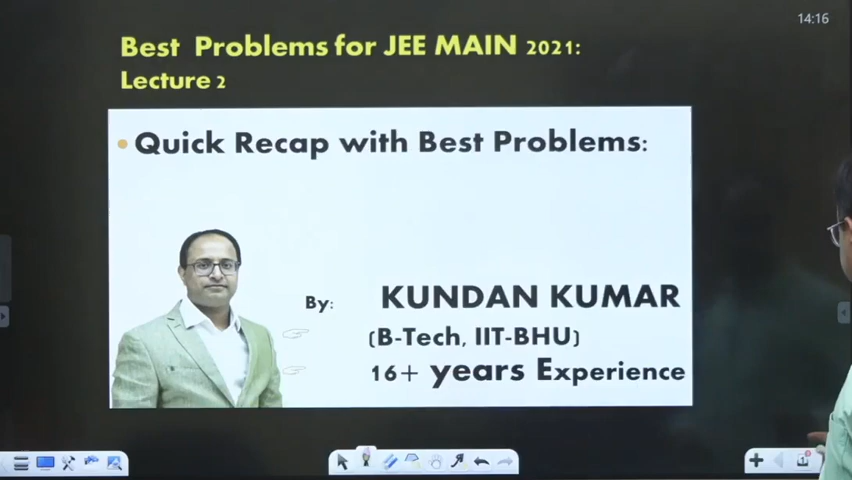 14:16
Best Problems for JEE MAIN 2021:
Lecture 2
• Quick Recap with Best Problems:
By: KUNDAN KUMAR
(B-Tech, IIT-BHU)
16+ years Experience